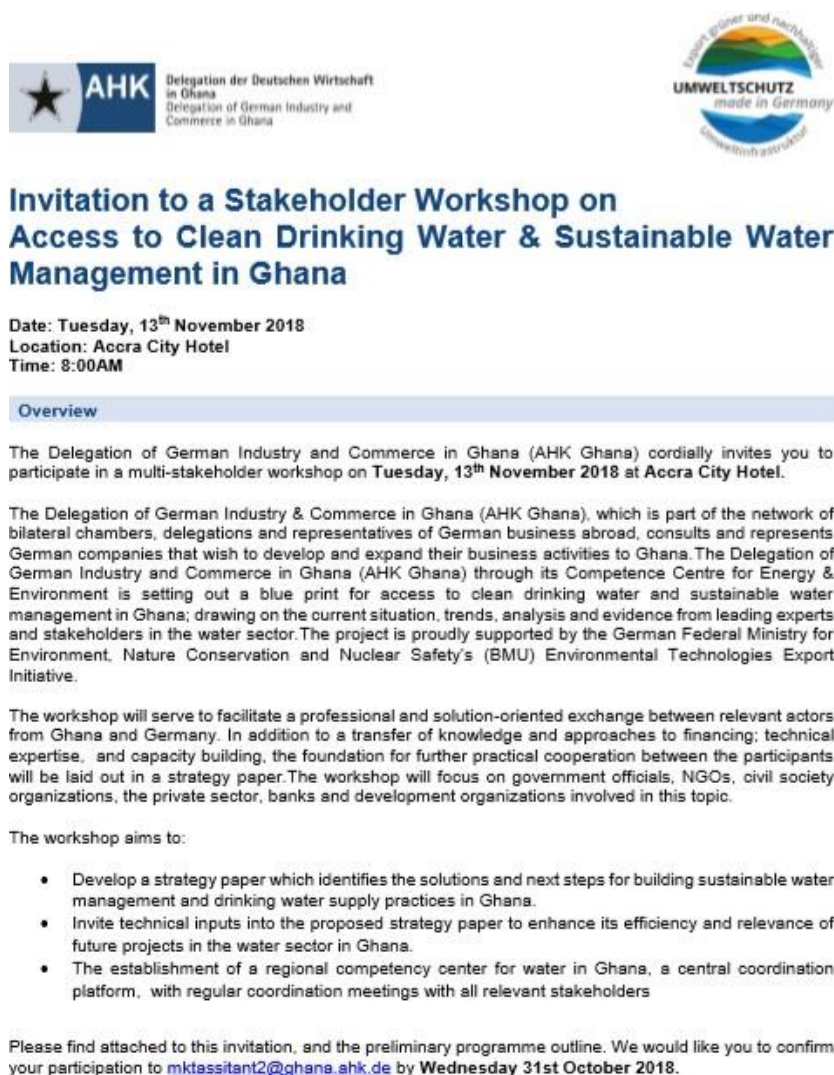 AHK
Delegation der Deutschen Wirtschaft
in Ghana
Delegation of German Industry and
Commerce in Ghana
Export grüner und nachhaltiger
UMWELTSCHUTZ
made in Germany
Umweltinfrastruktur
Invitation to a Stakeholder Workshop on
Access to Clean Drinking Water & Sustainable Water
Management in Ghana
Date: Tuesday, 13th November 2018
Location: Accra City Hotel
Time: 8:00AM
Overview
The Delegation of German Industry and Commerce in Ghana (AHK Ghana) cordially invites you to
participate in a multi-stakeholder workshop on Tuesday, 13th November 2018 at Accra City Hotel.
The Delegation of German Industry & Commerce in Ghana (AHK Ghana), which is part of the network of
bilateral chambers, delegations and representatives of German business abroad, consults and represents
German companies that wish to develop and expand their business activities to Ghana.The Delegation of
German Industry and Commerce in Ghana (AHK Ghana) through its Competence Centre for Energy &
Environment is setting out a blue print for access to clean drinking water and sustainable water
management in Ghana; drawing on the current situation, trends, analysis and evidence from leading experts
and stakeholders in the water sector.The project is proudly supported by the German Federal Ministry for
Environment, Nature Conservation and Nuclear Safety's (BMU) Environmental Technologies Export
Initiative.
The workshop will serve to facilitate a professional and solution-oriented exchange between relevant actors
from Ghana and Germany. In addition to a transfer of knowledge and approaches to financing; technical
expertise, and capacity building, the foundation for further practical cooperation between the participants
will be laid out in a strategy paper.The workshop will focus on government officials, NGOs, civil society
organizations, the private sector, banks and development organizations involved in this topic.
The workshop aims to:
• Develop a strategy paper which identifies the solutions and next steps for building sustainable water
management and drinking water supply practices in Ghana.
• Invite technical inputs into the proposed strategy paper to enhance its efficiency and relevance of
future projects in the water sector in Ghana.
• The establishment of a regional competency center for water in Ghana, a central coordination
platform, with regular coordination meetings with all relevant stakeholders
Please find attached to this invitation, and the preliminary programme outline. We would like you to confirm
your participation to mktassitant2@ghana.ahk.de by Wednesday 31st October 2018.